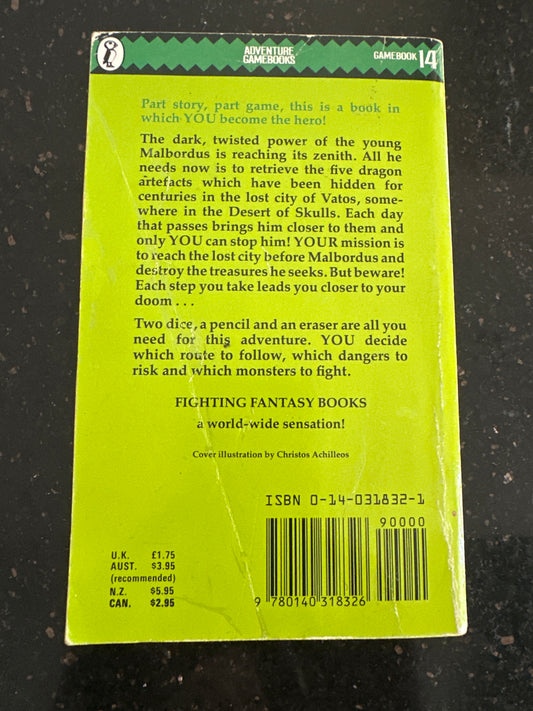 ADVENTURE
GAMEBOOKS
GAMEBOOK 14
Part story, part game, this is a book in
which YOU become the hero!
The dark, twisted power of the young
Malbordus is reaching its zenith. All he
needs now is to retrieve the five dragon
artefacts which have been hidden for
centuries in the lost city of Vatos, some-
where in the Desert of Skulls. Each day
that passes brings him closer to them and
only YOU can stop him! YOUR mission is
to reach the lost city before Malbordus and
destroy the treasures he seeks. But beware!
Each step you take leads you closer to your
doom . . .
Two dice, a pencil and an eraser are all you
need for this adventure. YOU decide
which route to follow, which dangers to
risk and which monsters to fight.
FIGHTING FANTASY BOOKS
a world-wide sensation!
Cover illustration by Christos Achilleos
ISBN 0-14-031832-1
90000
U.K. £1.75
AUST. $3.95
(recommended)
N.Z. $5.95
CAN. $2.95
9 780140 318326